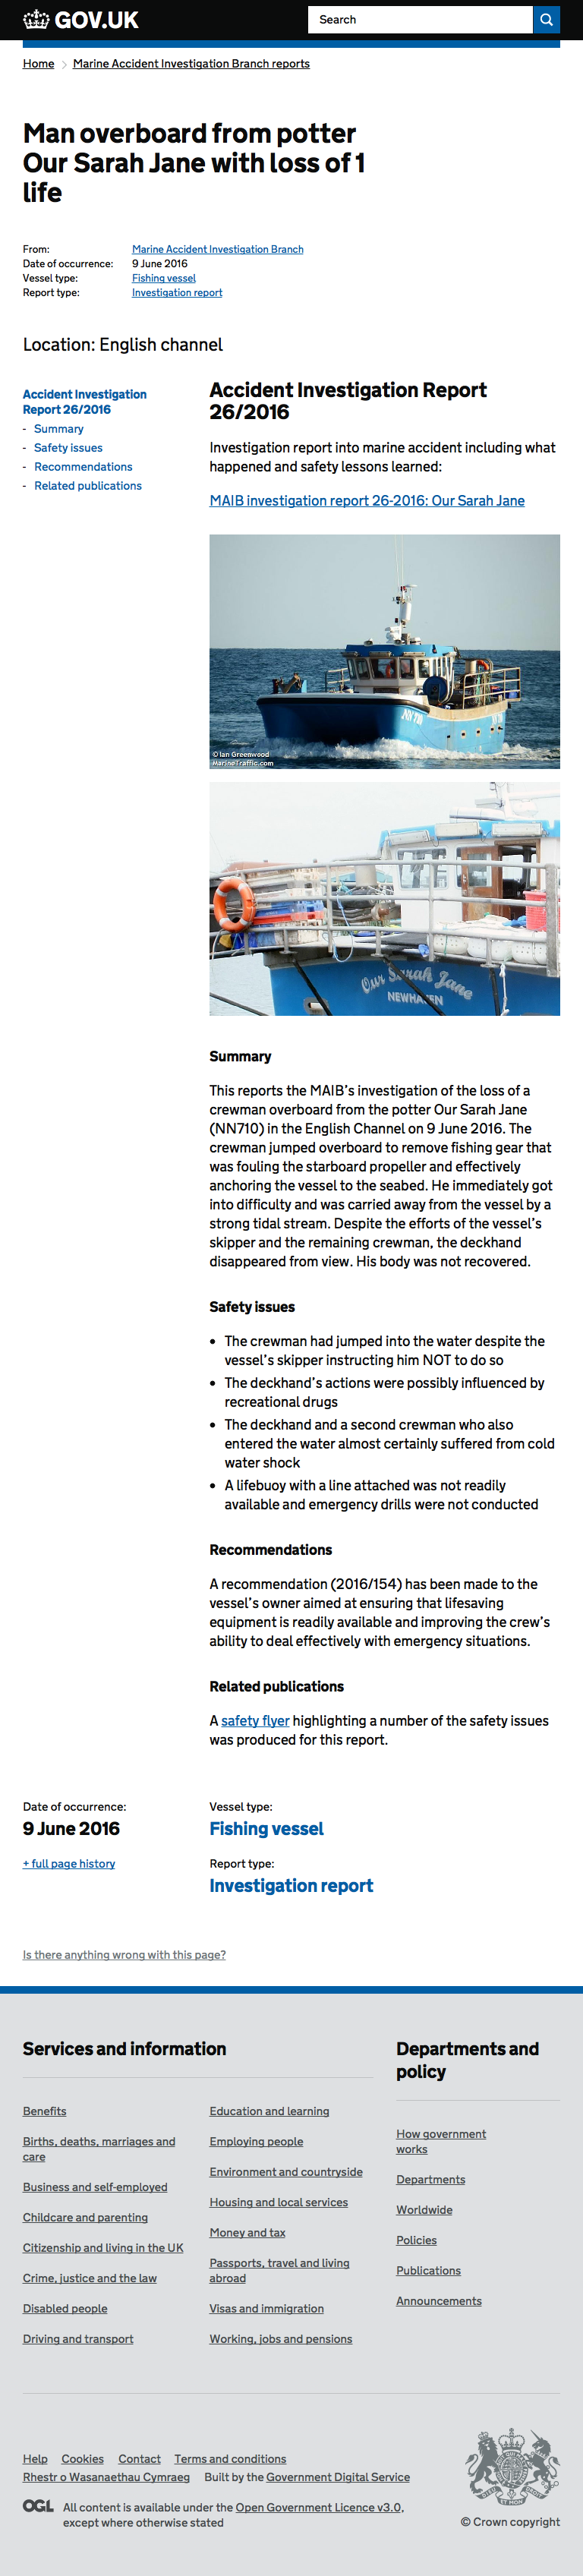 GOV.UK
Search
Home
Marine Accident Investigation Branch reports
Man overboard from potter
Our Sarah Jane with loss of 1
life
From:
Marine Accident Investigation Branch
Date of occurrence:
9 June 2016
Vessel type:
Fishing vessel
Report type:
Investigation report
Location: English channel
Accident Investigation
Report 26/2016
- Summary
- Safety issues
- Recommendations
- Related publications
Accident Investigation Report
26/2016
Investigation report into marine accident including what
happened and safety lessons learned:
MAIB investigation report 26-2016: Our Sarah Jane
NN710
© Ian Greenwood
MarineTraffic.com
Our Sarah Jane
NEWHAVEN
Summary
This reports the MAIB’s investigation of the loss of a
crewman overboard from the potter Our Sarah Jane
(NN710) in the English Channel on 9 June 2016. The
crewman jumped overboard to remove fishing gear that
was fouling the starboard propeller and effectively
anchoring the vessel to the seabed. He immediately got
into difficulty and was carried away from the vessel by a
strong tidal stream. Despite the efforts of the vessel’s
skipper and the remaining crewman, the deckhand
disappeared from view. His body was not recovered.
Safety issues
• The crewman had jumped into the water despite the
vessel’s skipper instructing him NOT to do so
• The deckhand’s actions were possibly influenced by
recreational drugs
• The deckhand and a second crewman who also
entered the water almost certainly suffered from cold
water shock
• A lifebuoy with a line attached was not readily
available and emergency drills were not conducted
Recommendations
A recommendation (2016/154) has been made to the
vessel’s owner aimed at ensuring that lifesaving
equipment is readily available and improving the crew’s
ability to deal effectively with emergency situations.
Related publications
A safety flyer highlighting a number of the safety issues
was produced for this report.
Date of occurrence:
9 June 2016
+ full page history
Vessel type:
Fishing vessel
Report type:
Investigation report
Is there anything wrong with this page?
Services and information
Benefits
Births, deaths, marriages and
care
Business and self-employed
Childcare and parenting
Citizenship and living in the UK
Crime, justice and the law
Disabled people
Driving and transport
Education and learning
Employing people
Environment and countryside
Housing and local services
Money and tax
Passports, travel and living
abroad
Visas and immigration
Working, jobs and pensions
Departments and
policy
How government
works
Departments
Worldwide
Policies
Publications
Announcements
Help
Cookies
Contact
Terms and conditions
Rhestr o Wasanaethau Cymraeg
Built by the Government Digital Service
OGL
All content is available under the Open Government Licence v3.0,
except where otherwise stated
© Crown copyright